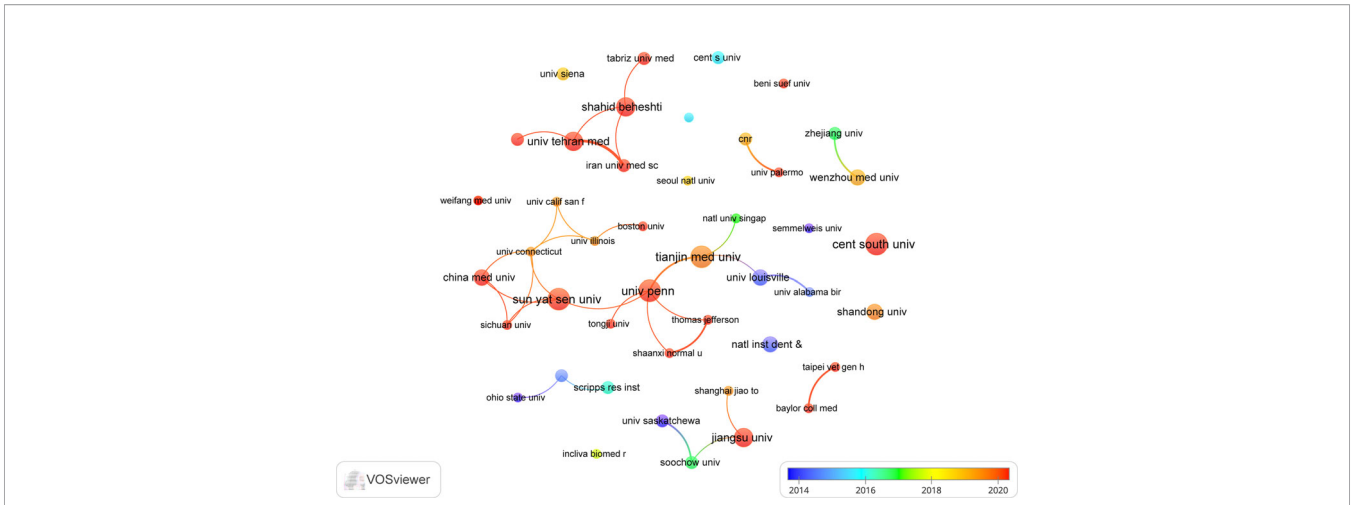 tabriz univ med
cent s univ
univ siena
beni suef univ
shahid beheshti
zhejiang univ
cnr
univ tehran med
iran univ med sc
univ palermo
wenzhou med univ
seoul natl univ
weifang med univ
univ calif san f
natl univ singap
boston univ
semmelweis univ
univ illinois
cent south univ
univ connecticut
tianjin med univ
china med univ
univ louisville
univ penn
univ alabama bir
sun yat sen univ
shandong univ
sichuan univ
tongji univ
thomas jefferson
natl inst dent &
shaanxi normal u
taipei vet gen h
scripps res inst
shanghai jiao to
ohio state univ
baylor coll med
univ saskatchewa
jiangsu univ
incliva biomed r
soochow univ
VOSviewer
2014 2016 2018 2020